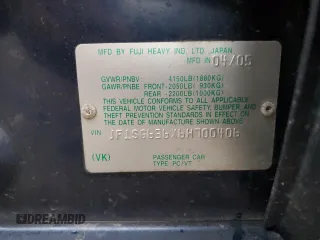 MFD BY FUJI HEAVY IND. LTD. JAPAN
MFD IN 04/05
GVWR/PNBV 4150LB(1880KG)
GAWR/PBNE FRONT 2050LB( 930KG)
REAR 2200LB(1000KG)
THIS VEHICLE CONFORMS TO ALL APPLICABLE FEDERAL
MOTOR VEHICLE SAFETY, BUMPER, AND
THEFT PREVENTION STANDARDS IN EFFECT
ON THE DATE OF MANUFACTURE SHOWN ABOVE.
VIN
(VK) PASSENGER CAR
TYPE PC/VT
AUTOBIDMASTER